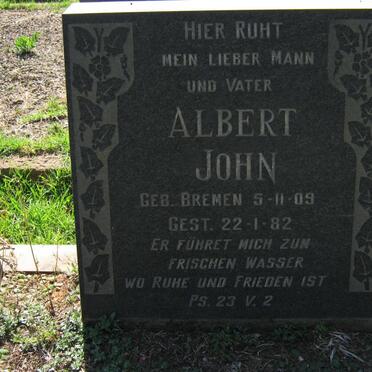 HIER RUHT
MEIN LIEBER MANN
UND VATER
ALBERT
JOHN
GEB. BREMEN 5-11-09
GEST. 22-1-82
ER FÜHRET MICH ZUM
FRISCHEN WASSER
WO RUHE UND FRIEDEN IST
PS. 23 V. 2